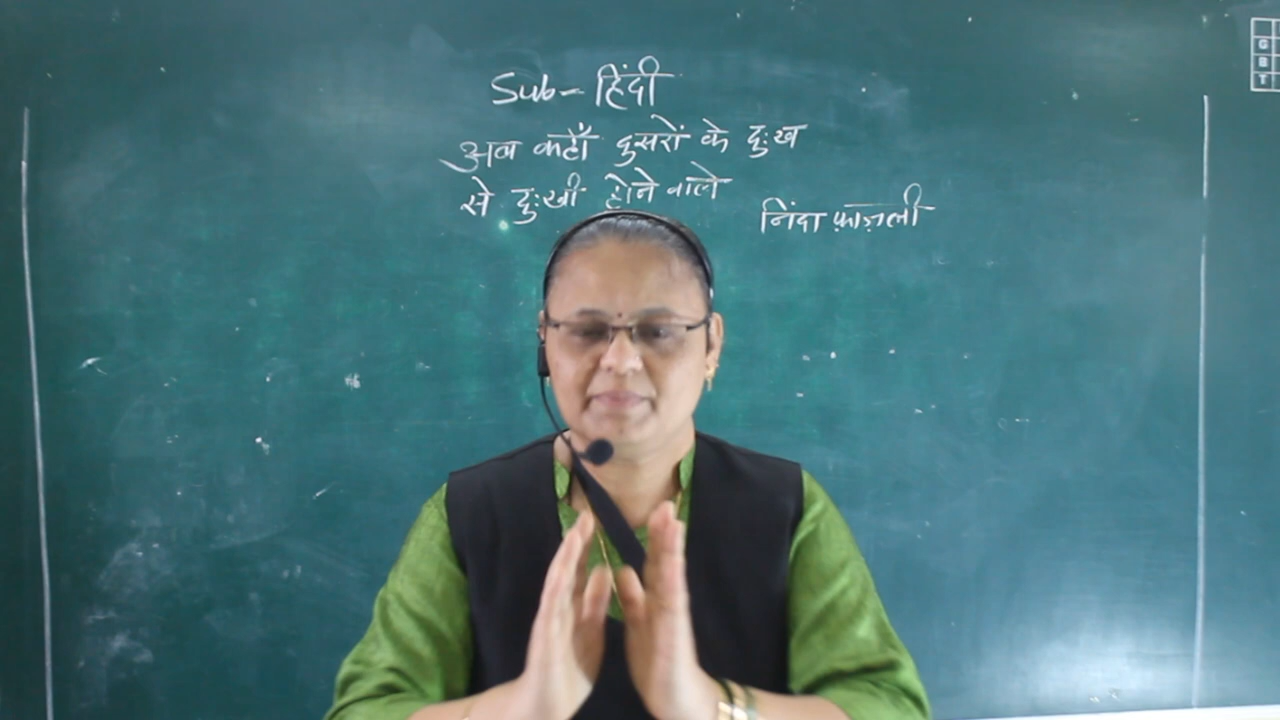 Sub- हिंदी
अब कहाँ दुसरों के दुःख
से दुःखी होने वाले
निंदा फ़ाज़ली
G
B
T